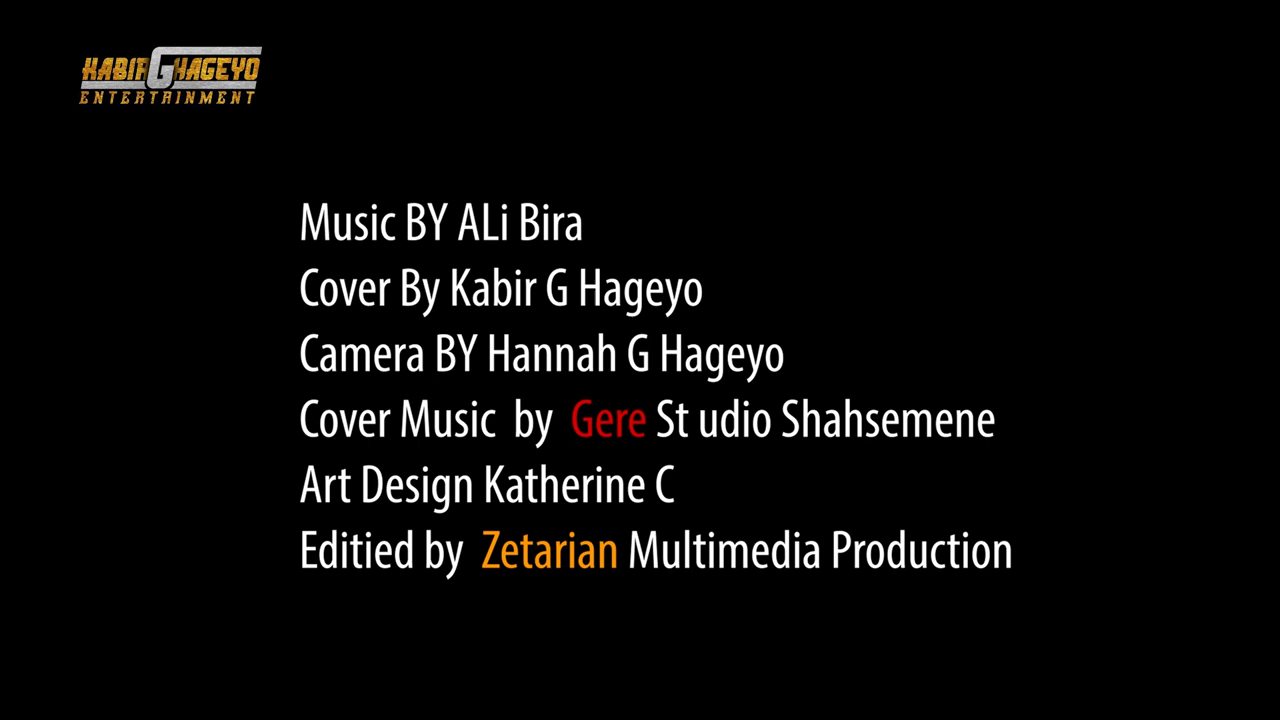 KABIR G HAGEYO
ENTERTAINMENT
Music BY ALi Bira
Cover By Kabir G Hageyo
Camera BY Hannah G Hageyo
Cover Music by Gere St udio Shahsemene
Art Design Katherine C
Editied by Zetarian Multimedia Production